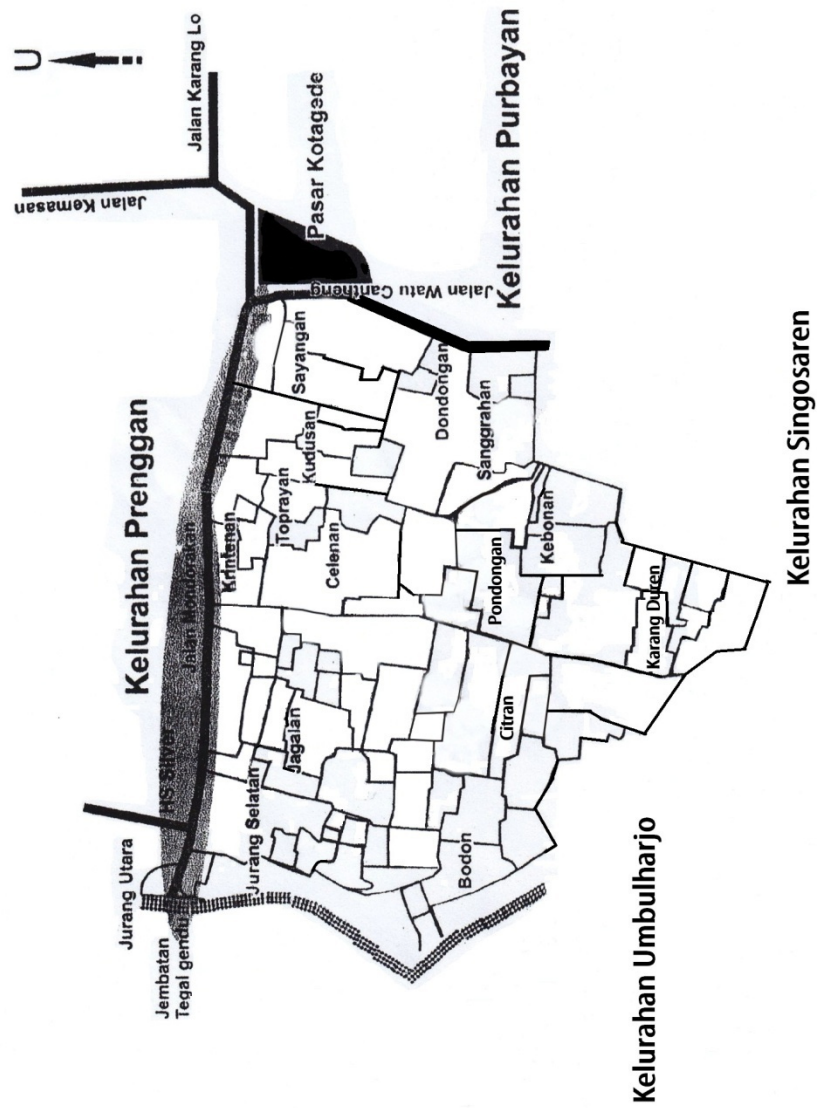 U
Jalan Karang Lo
Jalan Kemasan
Pasar Kotagede
Jalan Watu Cantheng
Kelurahan Purbayan
Kelurahan Prenggan
Jalan Mondorakan
HS Silver
Jurang Utara
Jembatan
Tegal gendu
Sayangan
Kudusan
Toprayan
Krintenan
Celenan
Dondongan
Sanggrahan
Jagalan
Jurang Selatan
Kebonan
Pondongan
Citran
Bodon
Karang Duren
Kelurahan Singosaren
Kelurahan Umbulharjo